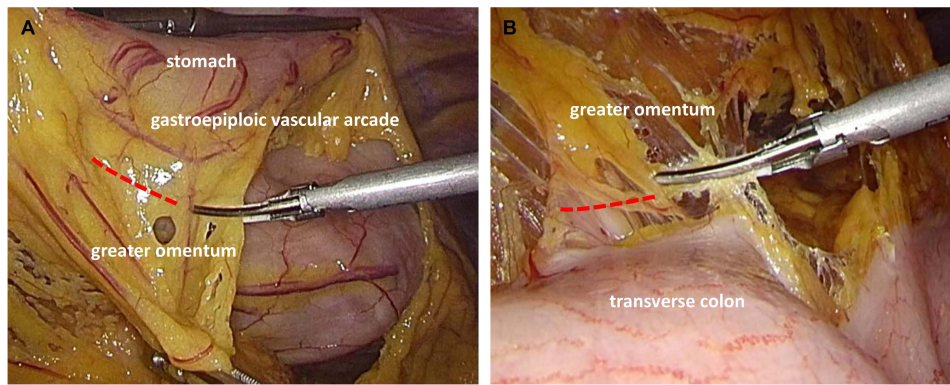 A
stomach
gastroepiploic vascular arcade
greater omentum
B
greater omentum
transverse colon